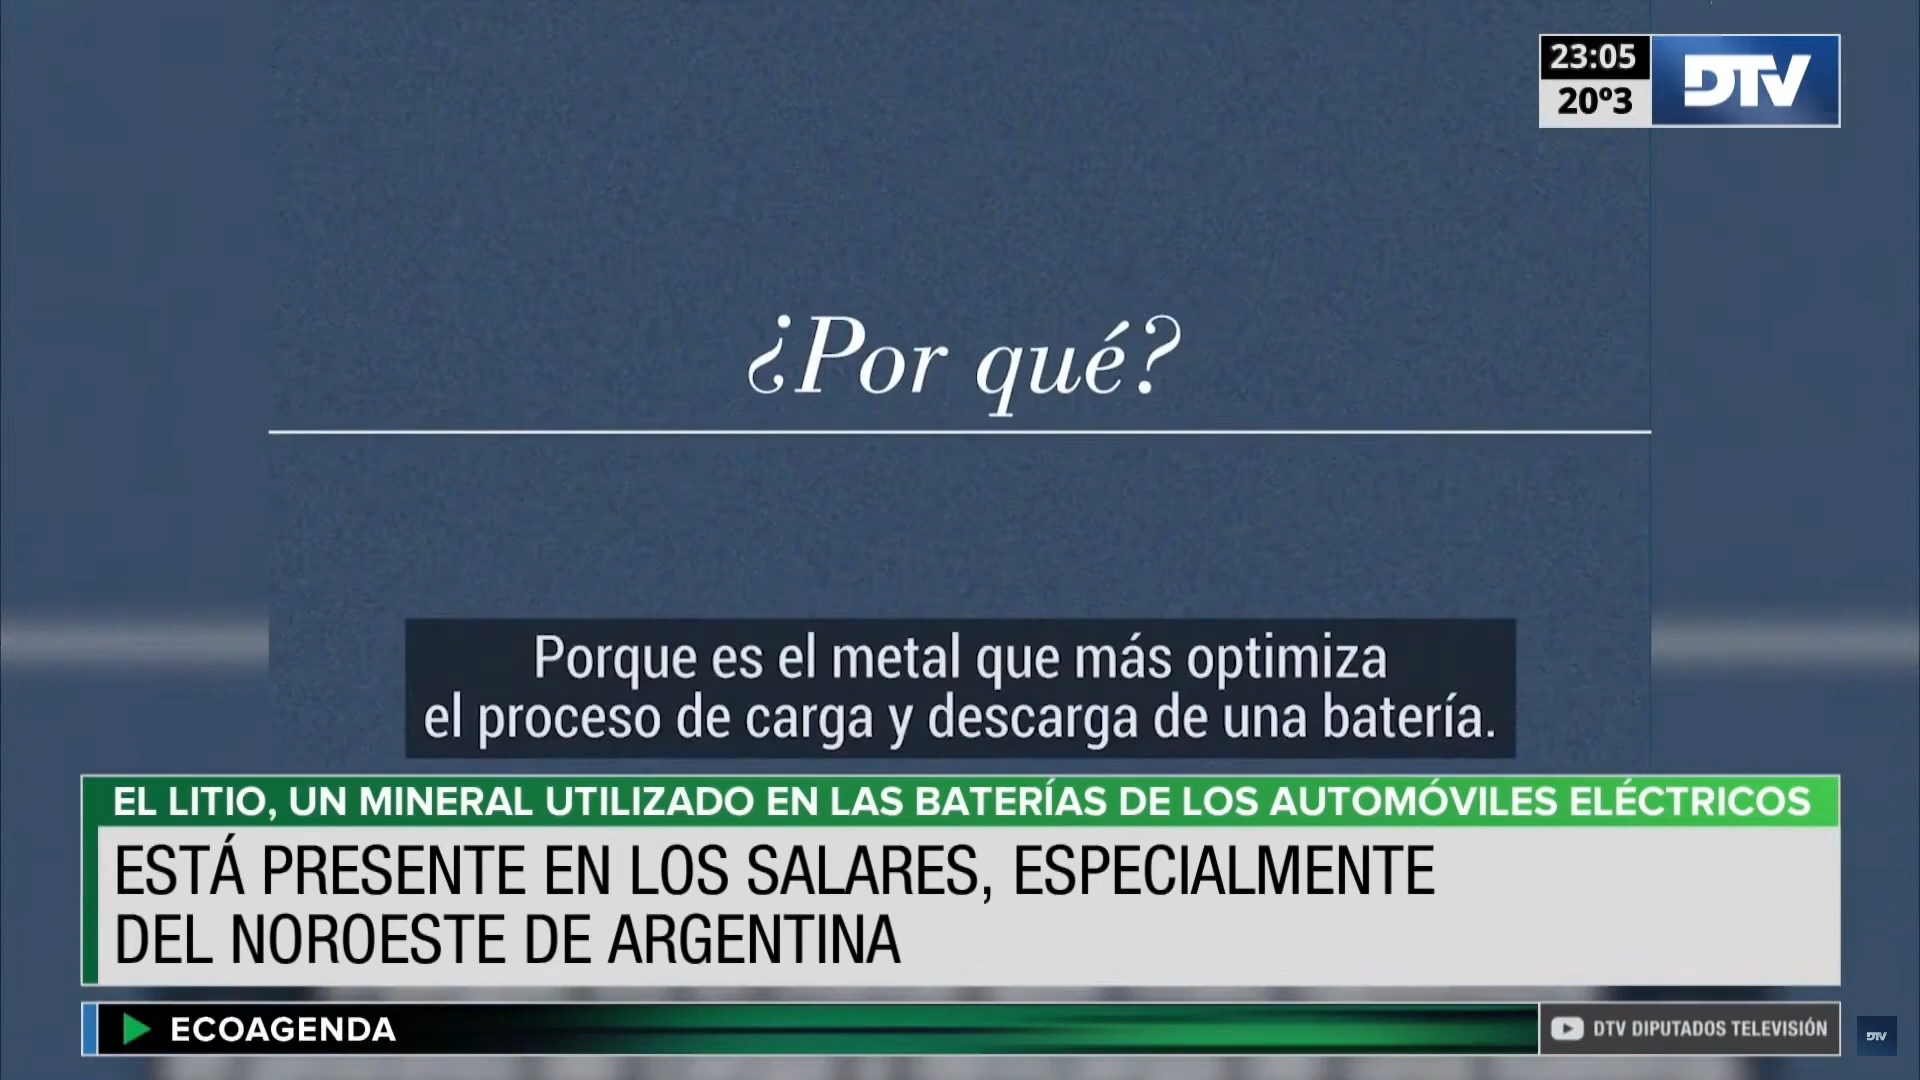 23:05
20º3
DTV
¿Por qué?
Porque es el metal que más optimiza
el proceso de carga y descarga de una batería.
EL LITIO, UN MINERAL UTILIZADO EN LAS BATERÍAS DE LOS AUTOMÓVILES ELÉCTRICOS
ESTÁ PRESENTE EN LOS SALARES, ESPECIALMENTE
DEL NOROESTE DE ARGENTINA
ECOAGENDA
DTV DIPUTADOS TELEVISIÓN
DTV